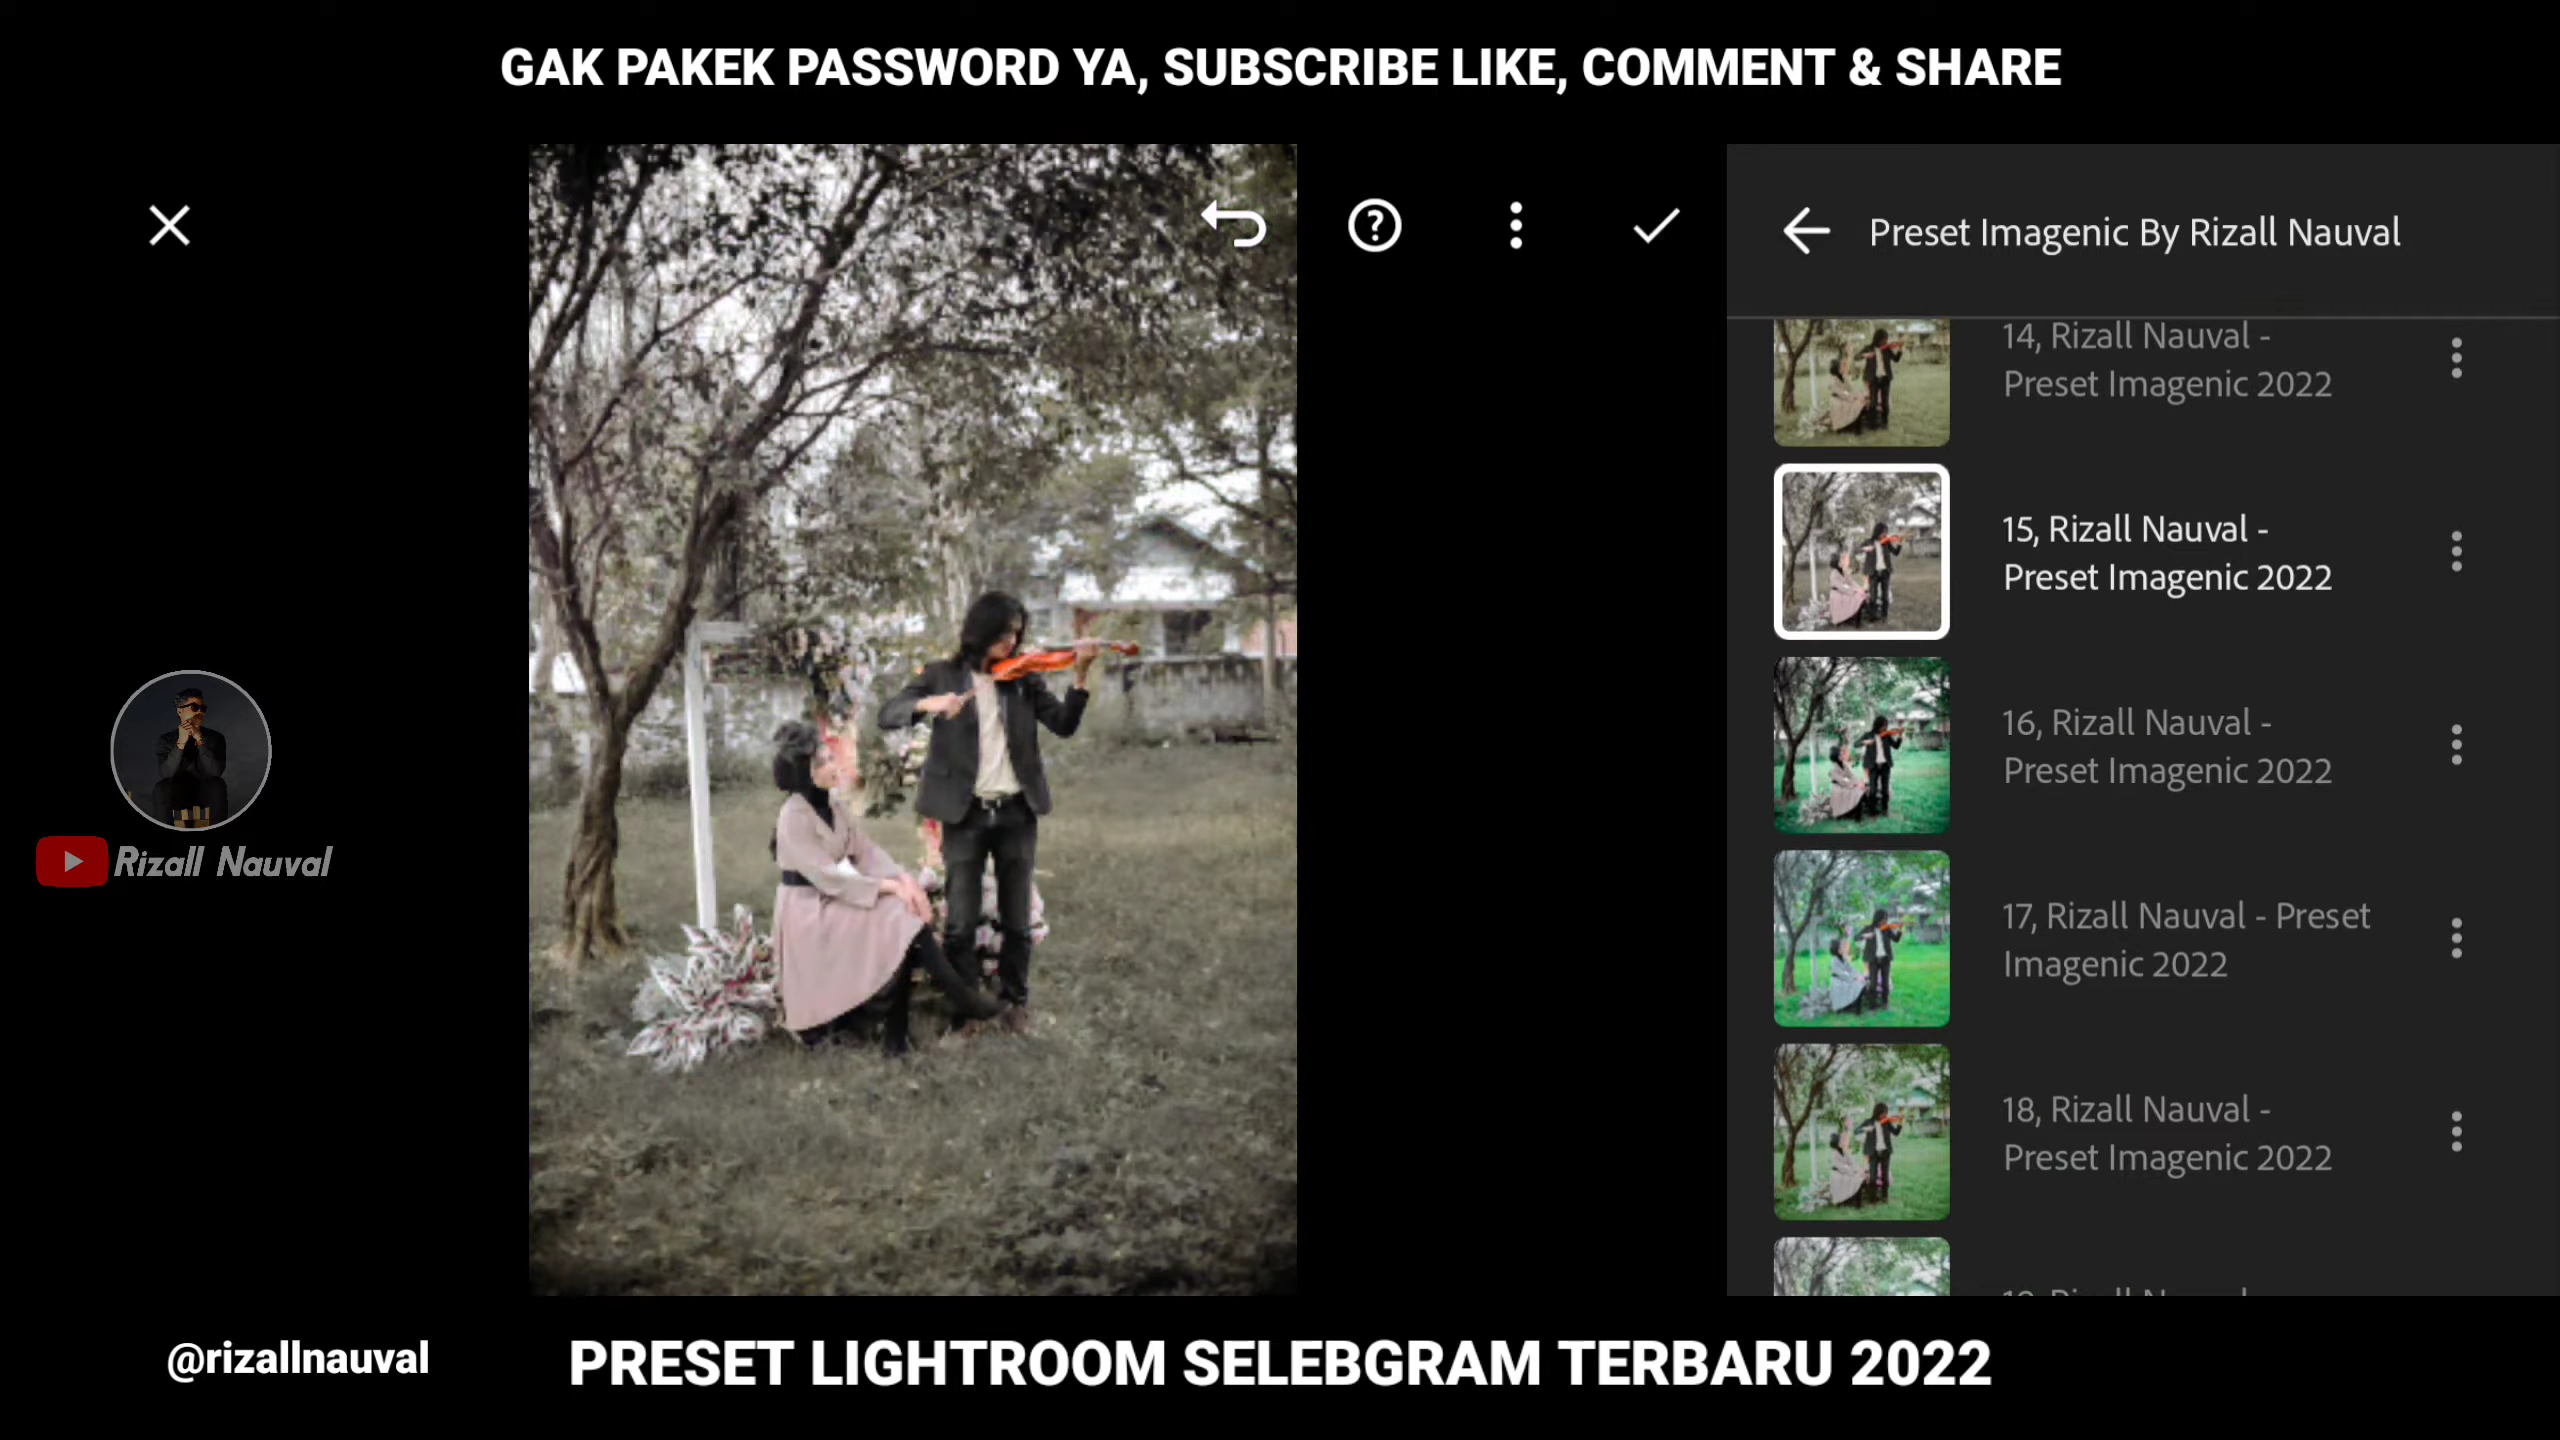 GAK PAKEK PASSWORD YA, SUBSCRIBE LIKE, COMMENT & SHARE
Preset Imagenic By Rizall Nauval
14, Rizall Nauval -
Preset Imagenic 2022
15, Rizall Nauval -
Preset Imagenic 2022
16, Rizall Nauval -
Preset Imagenic 2022
17, Rizall Nauval - Preset
Imagenic 2022
18, Rizall Nauval -
Preset Imagenic 2022
Rizall Nauval
@rizallnauval
PRESET LIGHTROOM SELEBGRAM TERBARU 2022